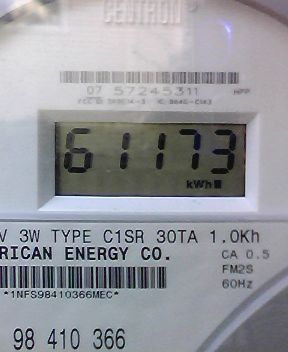 CENTRON
07 57245311
61173
kWh
V 3W TYPE C1SR 30TA 1.0Kh
RICAN ENERGY CO.
CA 0.5
FM2S
60Hz
*1NFS98410366MEC*
98 410 366